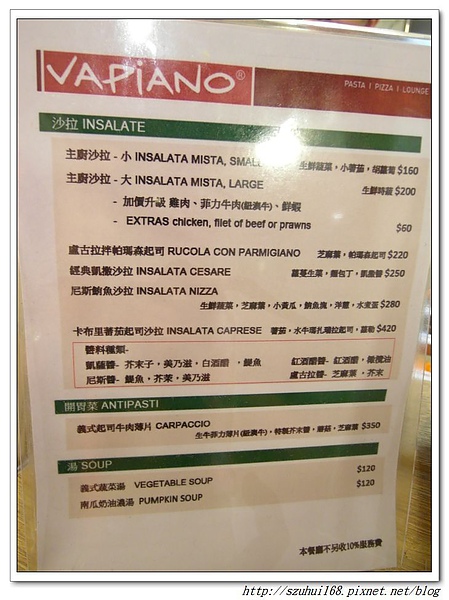 VAPIANO®
PASTA I PIZZA I LOUNGE
沙拉 INSALATE
主廚沙拉 - 小 INSALATA MISTA, SMALL 生鮮蔬菜，小蕃茄，胡蘿蔔 $160
主廚沙拉 - 大 INSALATA MISTA, LARGE 生鮮時蔬 $200
- 加價升級 雞肉、菲力牛肉(紐澳牛)、鮮蝦
- EXTRAS chicken, filet of beef or prawns $60
盧古拉拌帕瑪森起司 RUCOLA CON PARMIGIANO 芝麻葉，帕瑪森起司 $220
經典凱撒沙拉 INSALATA CESARE 蘿蔓生菜，麵包丁，凱撒醬 $250
尼斯鮪魚沙拉 INSALATA NIZZA
生鮮蔬菜，芝麻葉，小黃瓜，鮪魚塊，洋蔥，水煮蛋 $280
卡布里蕃茄起司沙拉 INSALATA CAPRESE 蕃茄，水牛瑪扎瑞拉起司，羅勒 $420
醬料種類-
凱薩醬- 芥末子，美乃滋，白酒醋，鯷魚 紅酒醋醬- 紅酒醋，橄欖油
尼斯醬- 鯷魚，芥茉，美乃滋 盧古拉醬- 芝麻葉，芥末
開胃菜 ANTIPASTI
義式起司牛肉薄片 CARPACCIO
生牛菲力薄片(紐澳牛)，特製芥末醬，蘑菇，芝麻葉 $350
湯 SOUP
義式蔬菜湯 VEGETABLE SOUP $120
南瓜奶油濃湯 PUMPKIN SOUP $120
本餐廳不另收10%服務費
http://szuhui168.pixnet.net/blog